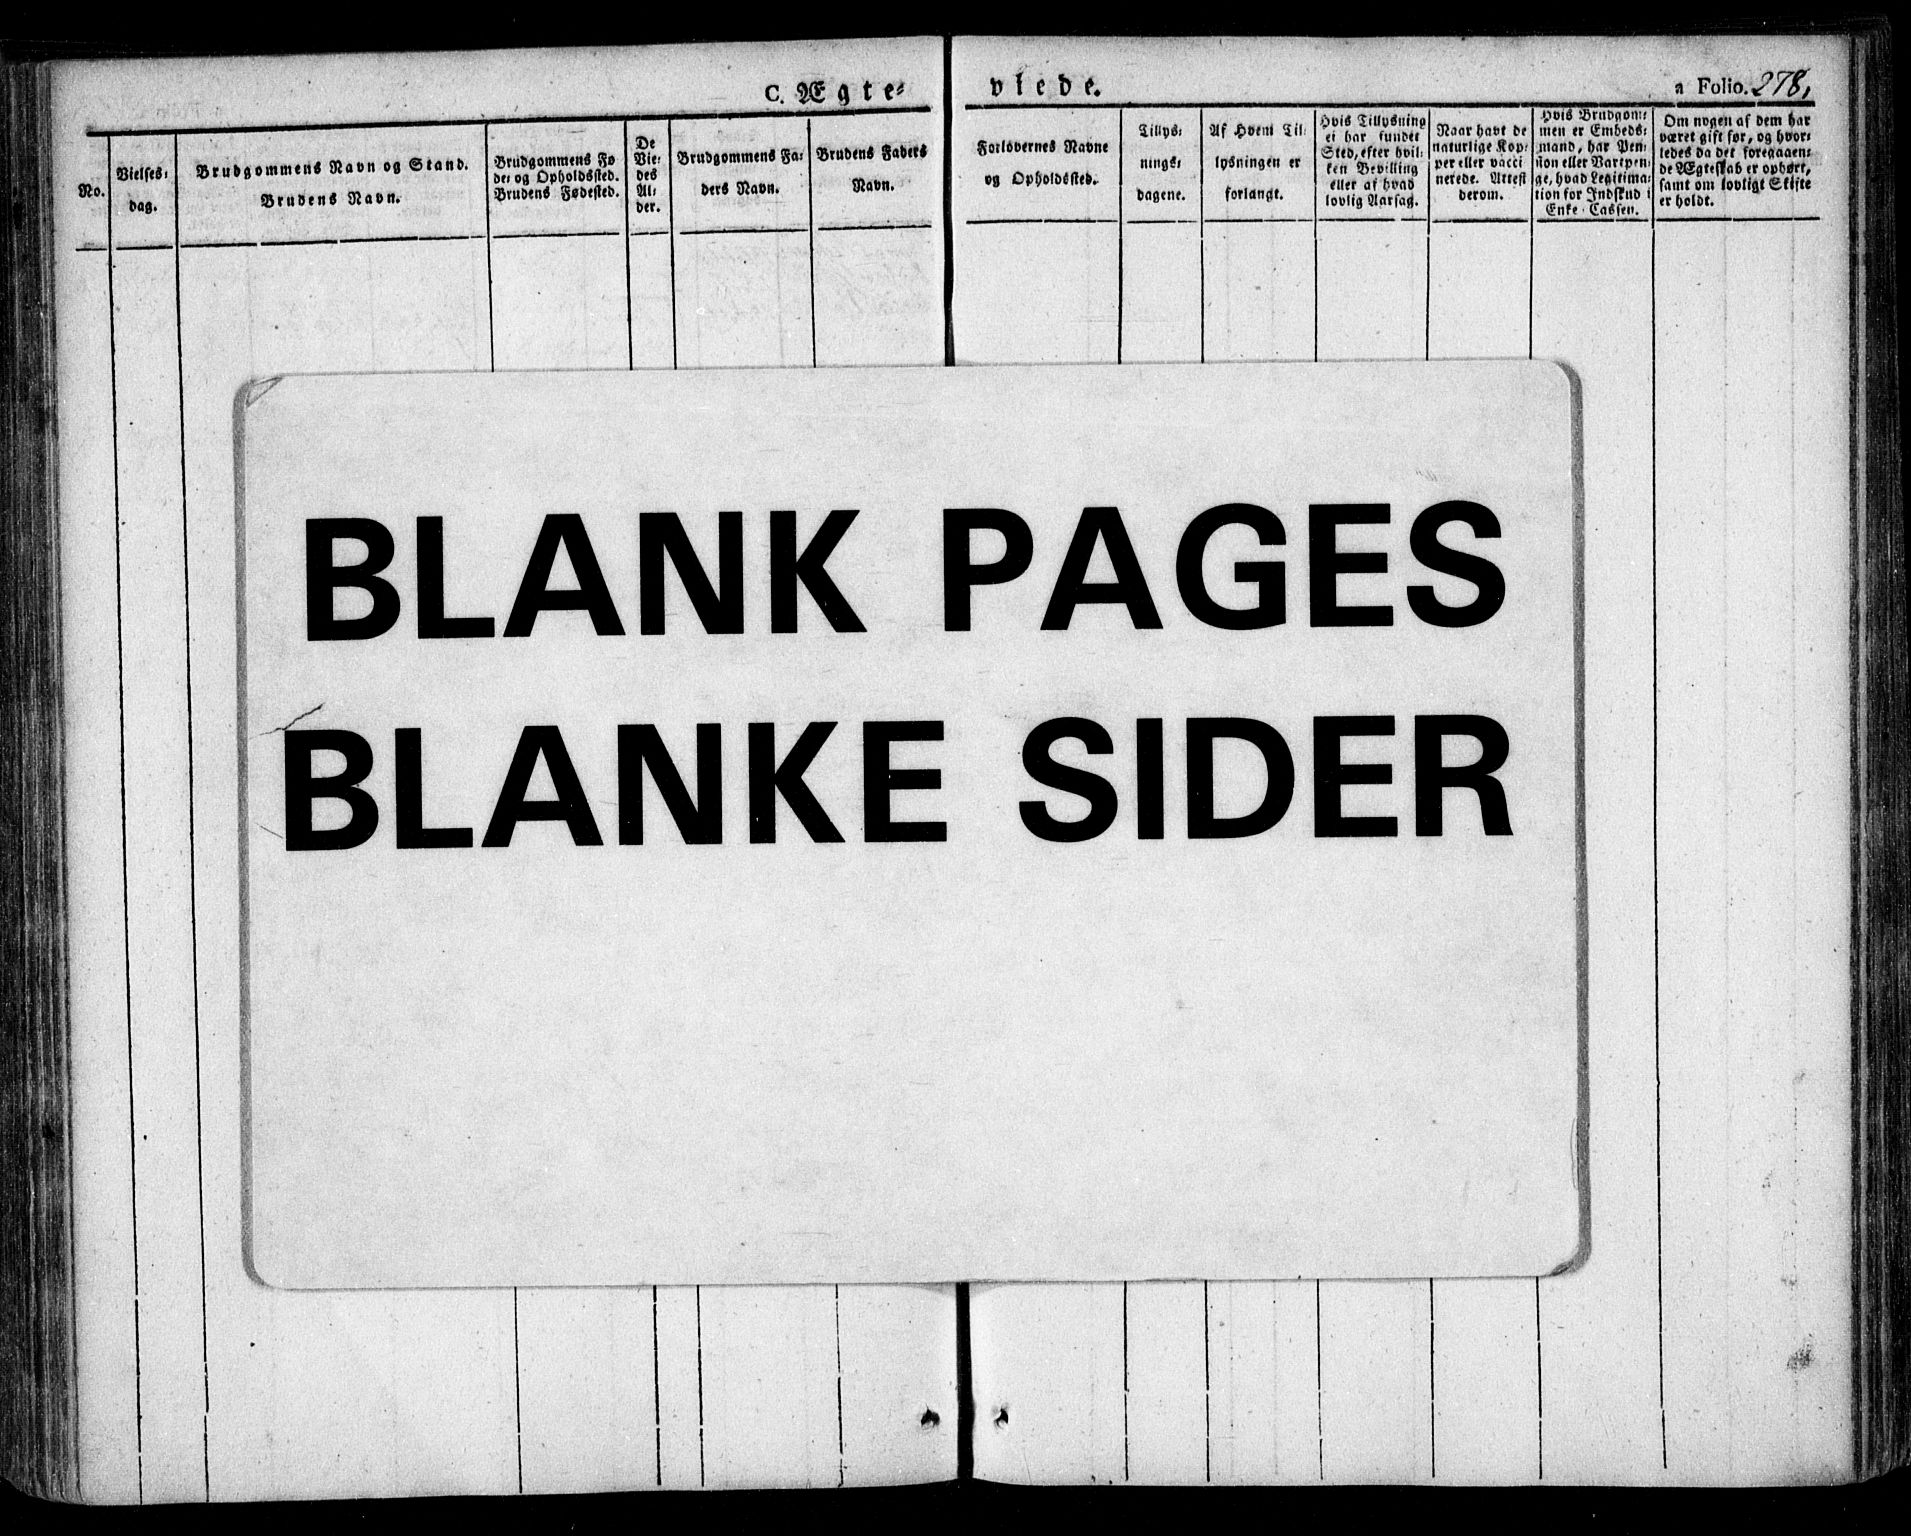 C. Ægte-
viede.
a Folio. 278,
No.
Vielses-
dag.
Brudgommens Navn og Stand.
Brudens Navn.
Brudgommens Fø
de- og Opholdssted.
Brudens Fødested.
De
Vie-
des
Al-
der.
Brudgommens Fa-
ders Navn.
Brudens Faders
Navn.
Forlovernes Navne
og Opholdssted.
Tillys-
nings-
dagene.
Af Hvem Til-
lysningen er
forlangt.
Hvis Tillysning
ei har fundet
Sted, efter hvil-
ken Bevilling
eller af hvad
lovlig Aarsag.
Naar havt de
naturlige Kop-
per eller vacci
nerede. Attest
derom.
Hvis Brudgom-
men er Embeds-
mand, har Pen-
sion eller Vartpen-
ge, hvad Legitima-
tion for Indskud i
Enke-Cassen.
Om nogen af dem har
været gift før, og hvor-
ledes da det foregaaen-
de Ægteskab er ophørt,
samt om lovligt Skifte
er holdt.
BLANK PAGES
BLANKE SIDER